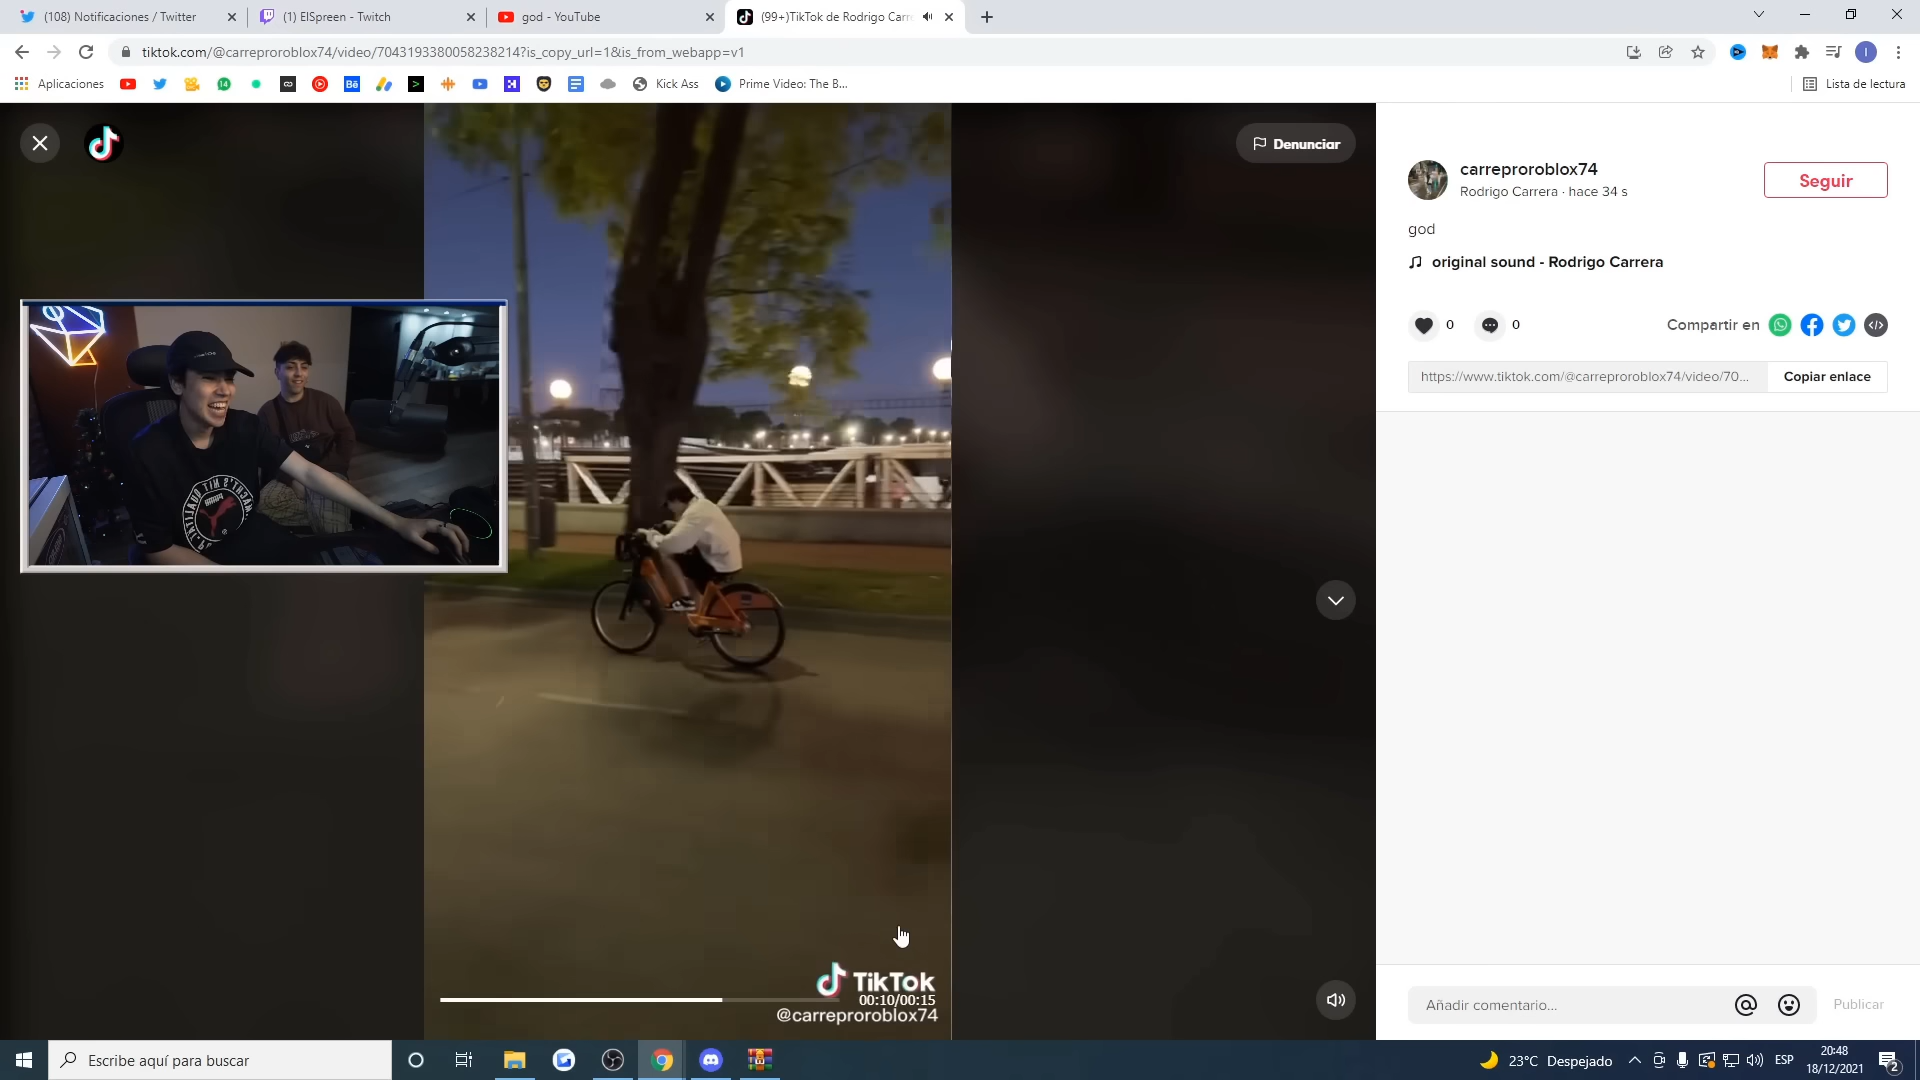 (108) Notificaciones / Twitter
(1) ElSpreen - Twitch
god - YouTube
(99+)TikTok de Rodrigo Carre
tiktok.com/@carreproroblox74/video/7043193380058238214?is_copy_url=1&is_from_webapp=v1
Aplicaciones
14
Bē
Kick Ass
Prime Video: The B...
Lista de lectura
Denunciar
carreproroblox74
Rodrigo Carrera · hace 34 s
Seguir
god
original sound - Rodrigo Carrera
0
0
Compartir en
https://www.tiktok.com/@carreproroblox74/video/70...
Copiar enlace
TikTok
00:10/00:15
@carreproroblox74
Añadir comentario...
Publicar
Escribe aquí para buscar
23°C Despejado
ESP
20:48
18/12/2021
2